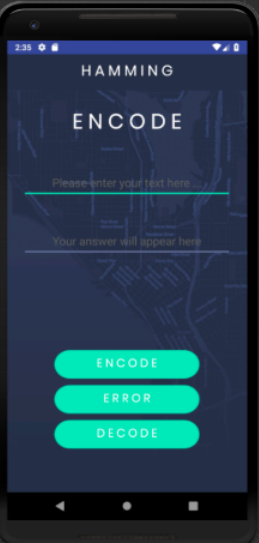 2:35
HAMMING
ENCODE
Please enter your text here ...
Your answer will appear here
ENCODE
ERROR
DECODE